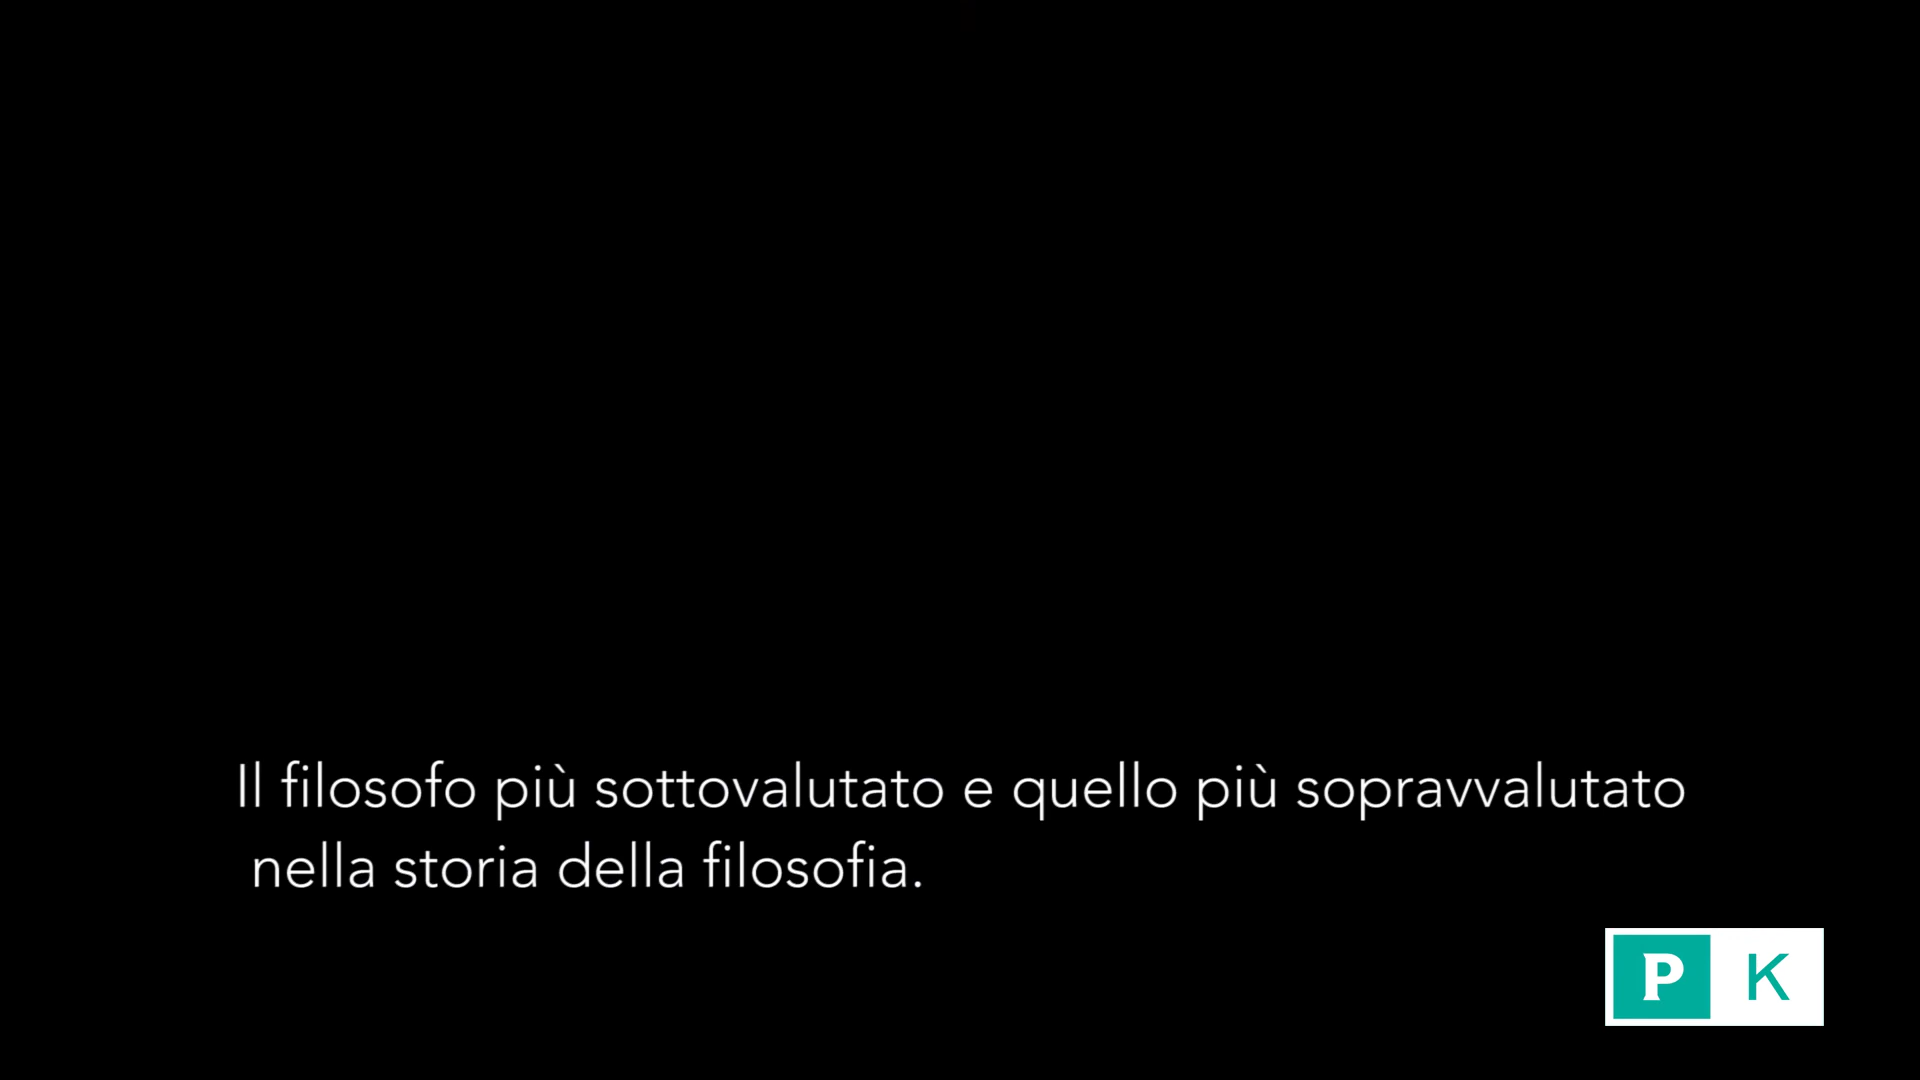 Il filosofo più sottovalutato e quello più sopravvalutato
nella storia della filosofia.
P K